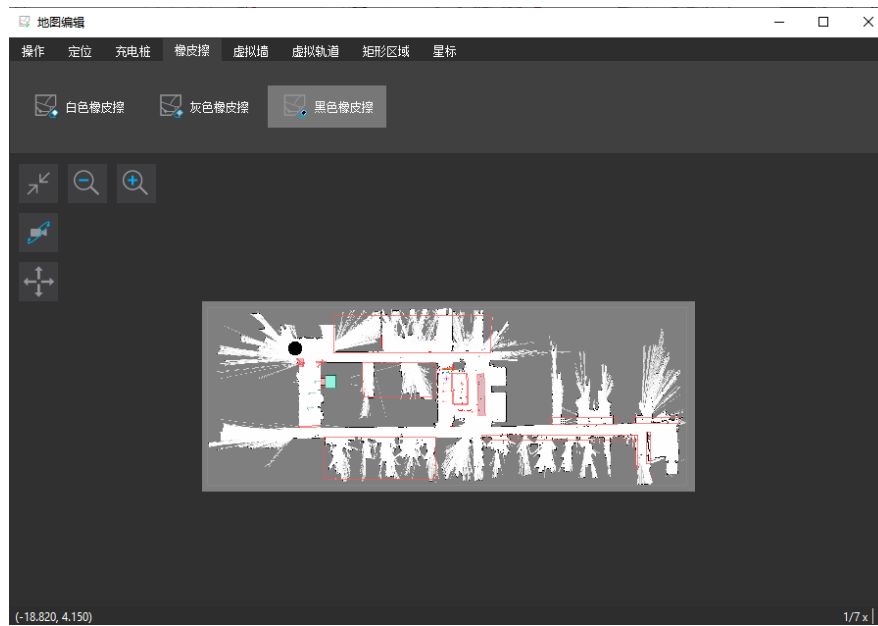 地图编辑
操作 定位 充电桩 橡皮擦 虚拟墙 虚拟轨道 矩形区域 星标
白色橡皮擦 灰色橡皮擦 黑色橡皮擦
(-18.820, 4.150) 1/7 x